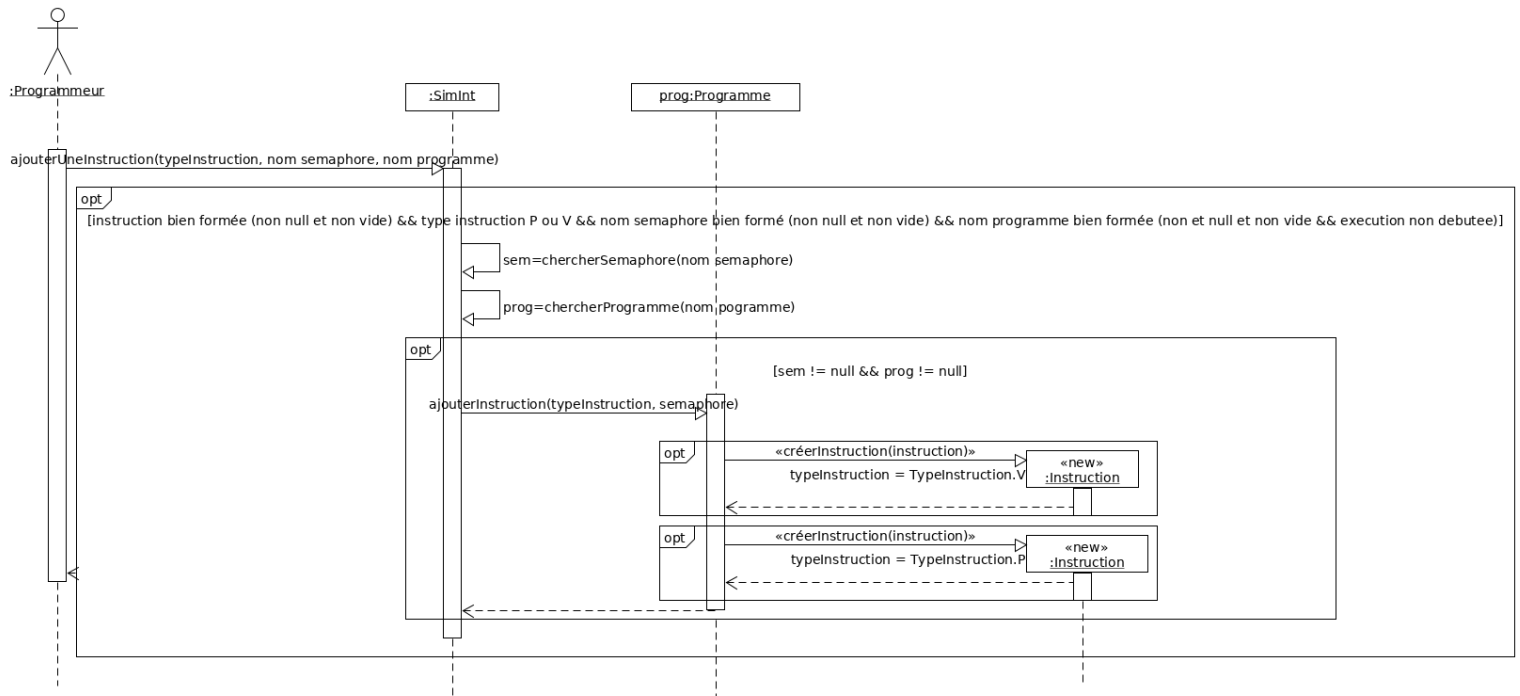 :Programmeur
:SimInt
prog:Programme
ajouterUneInstruction(typeInstruction, nom semaphore, nom programme)
opt
[instruction bien formée (non null et non vide) && type instruction P ou V && nom semaphore bien formé (non null et non vide) && nom programme bien formée (non et null et non vide && execution non debutee)]
sem=chercherSemaphore(nom semaphore)
prog=chercherProgramme(nom pogramme)
opt
[sem != null && prog != null]
ajouterInstruction(typeInstruction, semaphore)
opt
«créerInstruction(instruction)»
typeInstruction = TypeInstruction.V
«new»
:Instruction
opt
«créerInstruction(instruction)»
typeInstruction = TypeInstruction.P
«new»
:Instruction